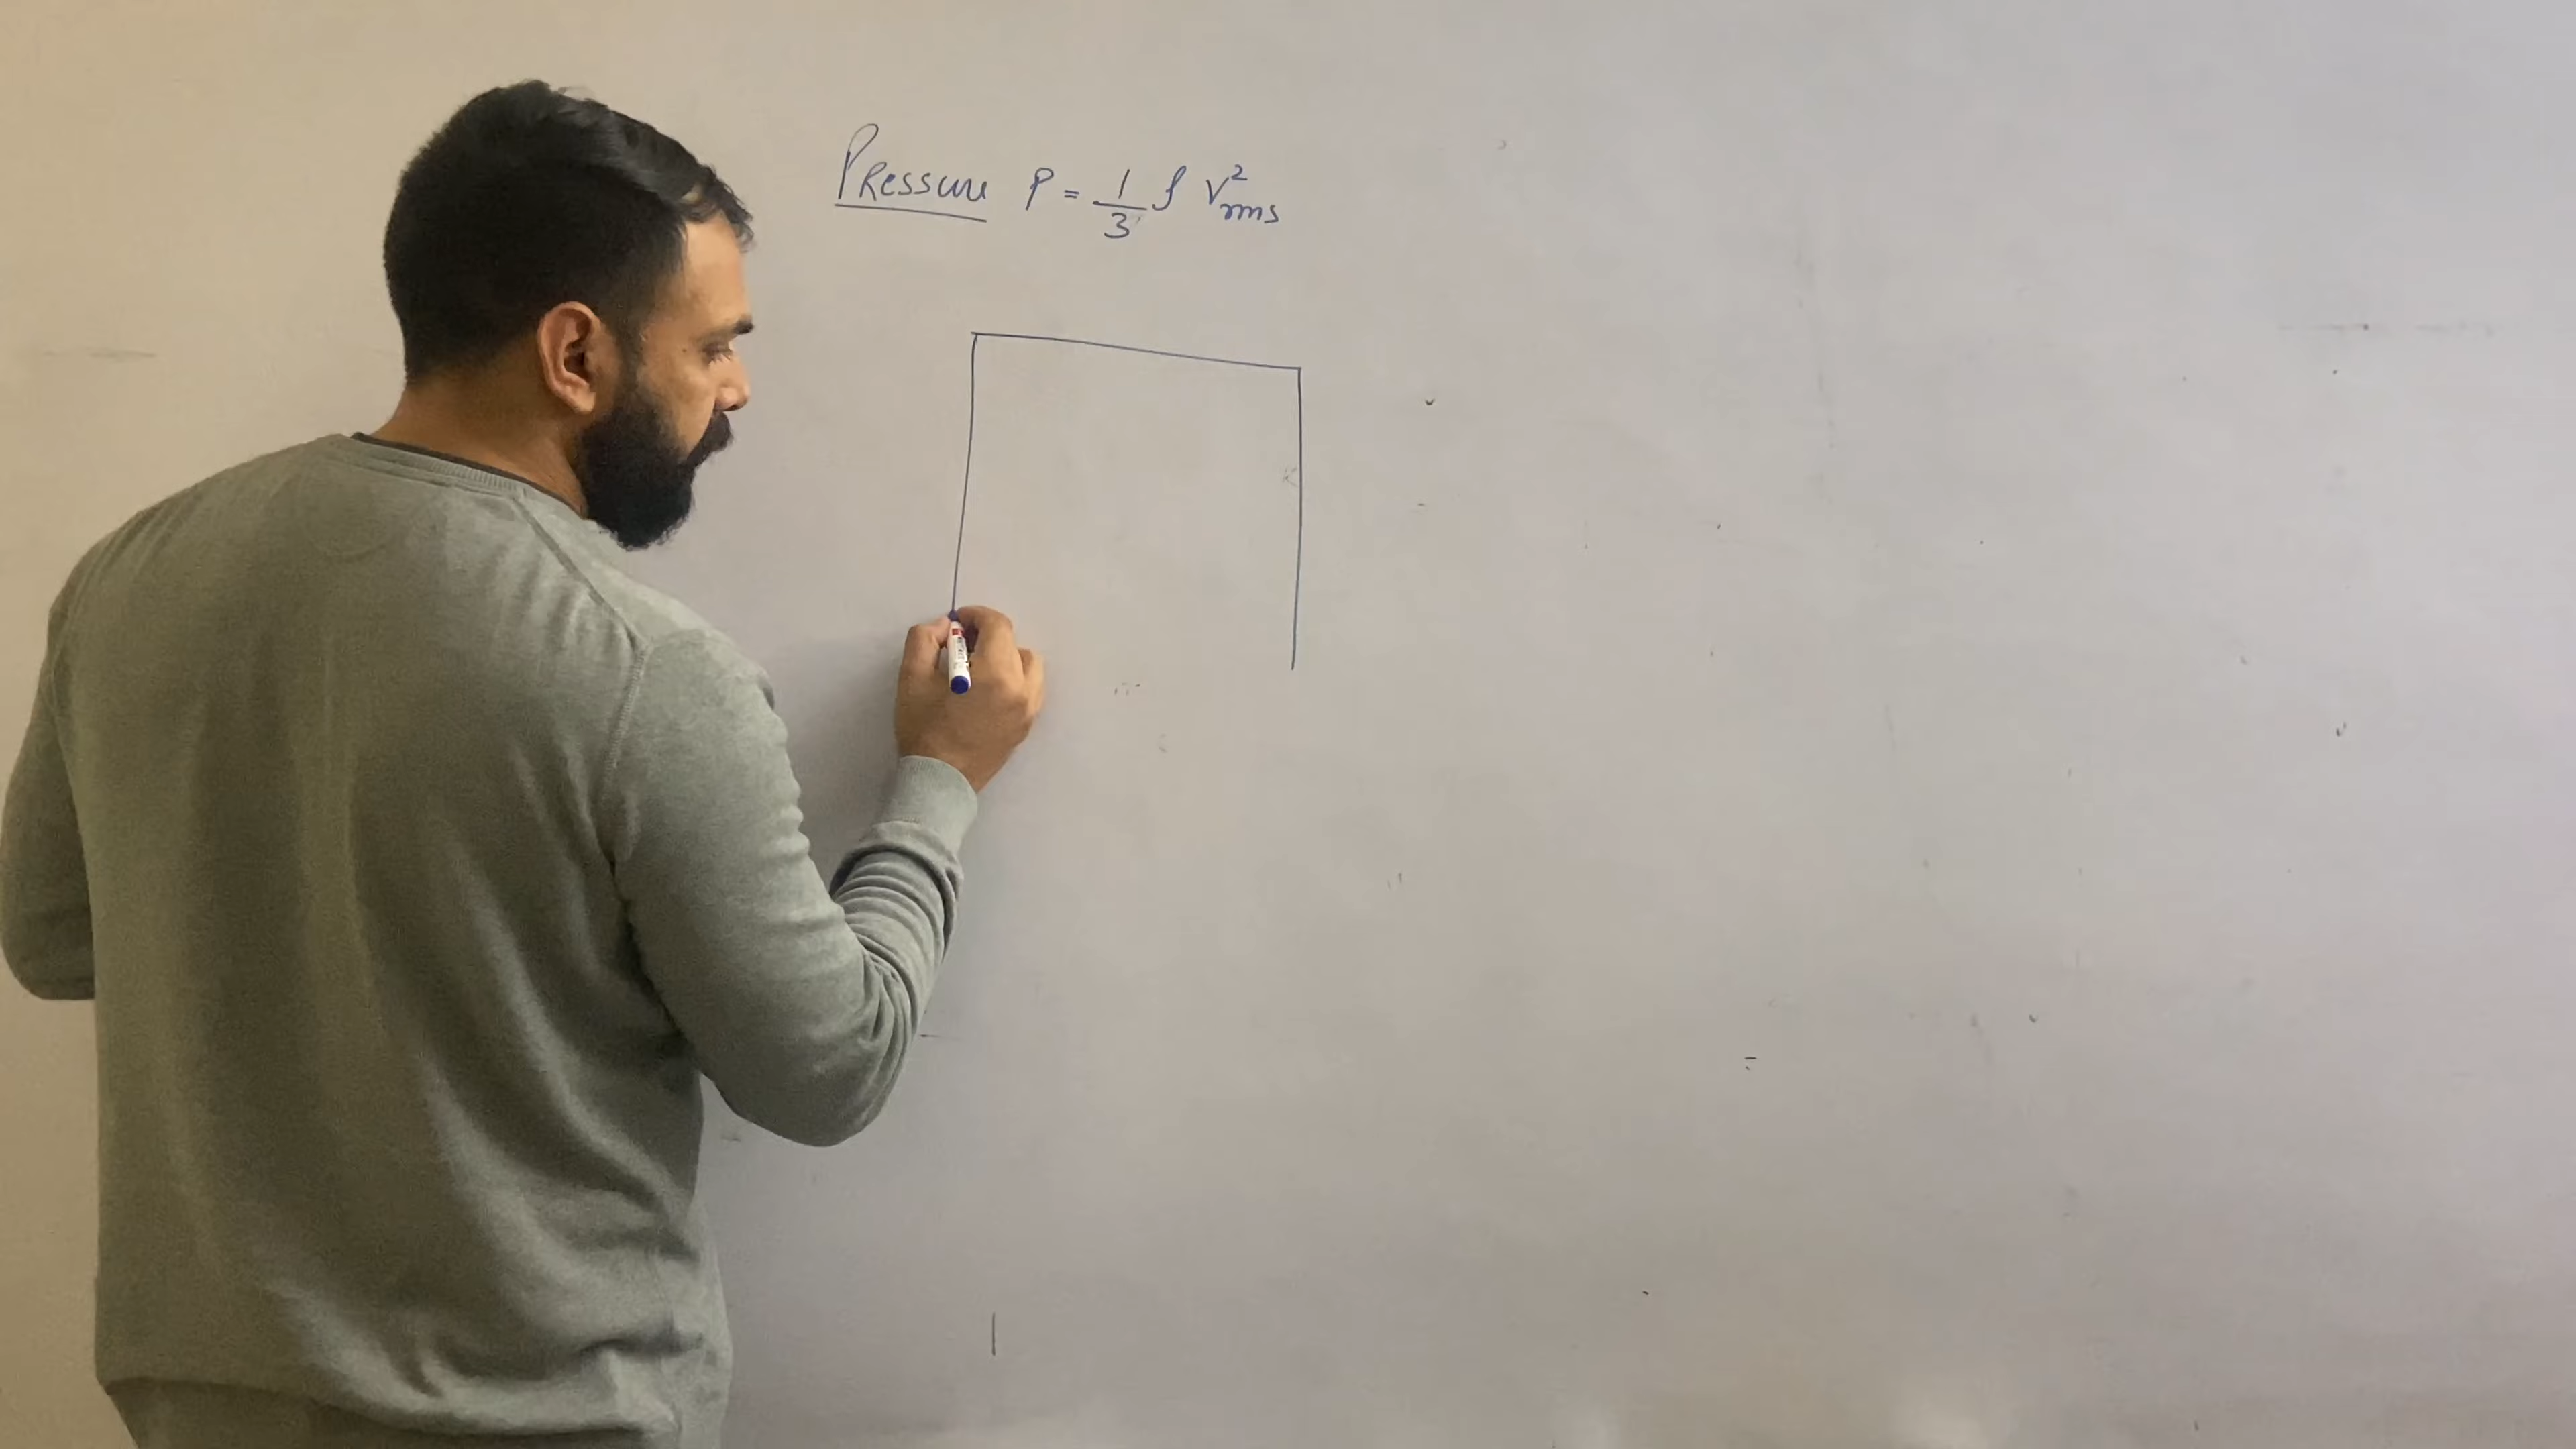 Pressure P = 1/3 ρ V²rms